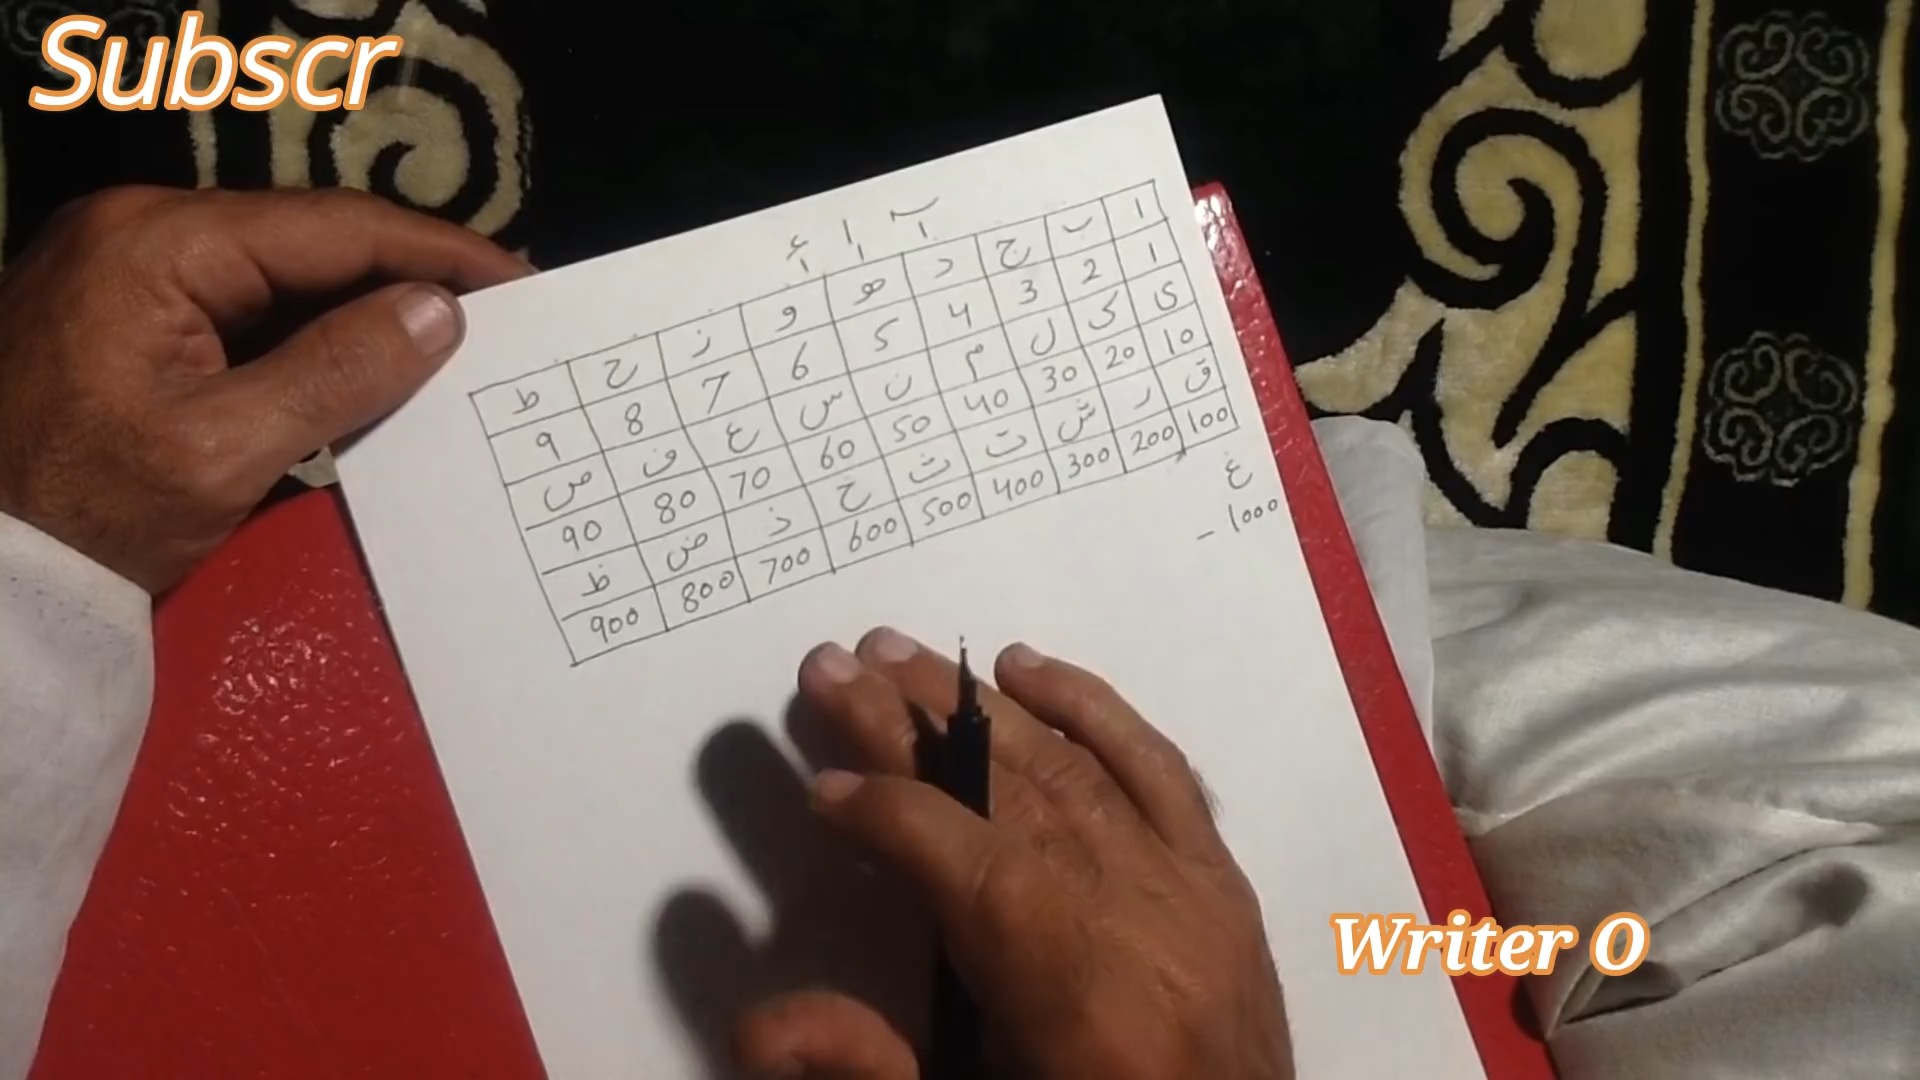 Subscr
آ أ ئ
ا ب ج د ھ و ز ح ط
1 2 3 4 5 6 7 8 9
ی ک ل م ن س ع ف ص
10 20 30 40 50 60 70 80 90
ق ر ش ت ث خ ذ ض ظ
100 200 300 400 500 600 700 800 900
غ
1000 -
Writer O